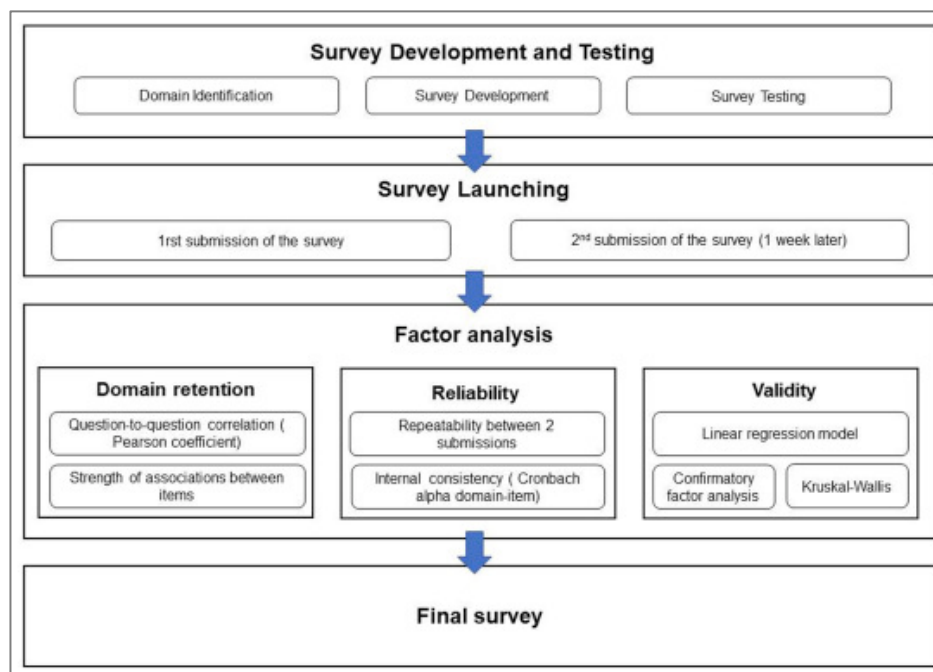 Survey Development and Testing
Domain Identification
Survey Development
Survey Testing
Survey Launching
1rst submission of the survey
2nd submission of the survey (1 week later)
Factor analysis
Domain retention
Question-to-question correlation (
Pearson coefficient)
Strength of associations between
items
Reliability
Repeatability between 2
submissions
Internal consistency ( Cronbach
alpha domain-item)
Validity
Linear regression model
Confirmatory
factor analysis
Kruskal-Wallis
Final survey